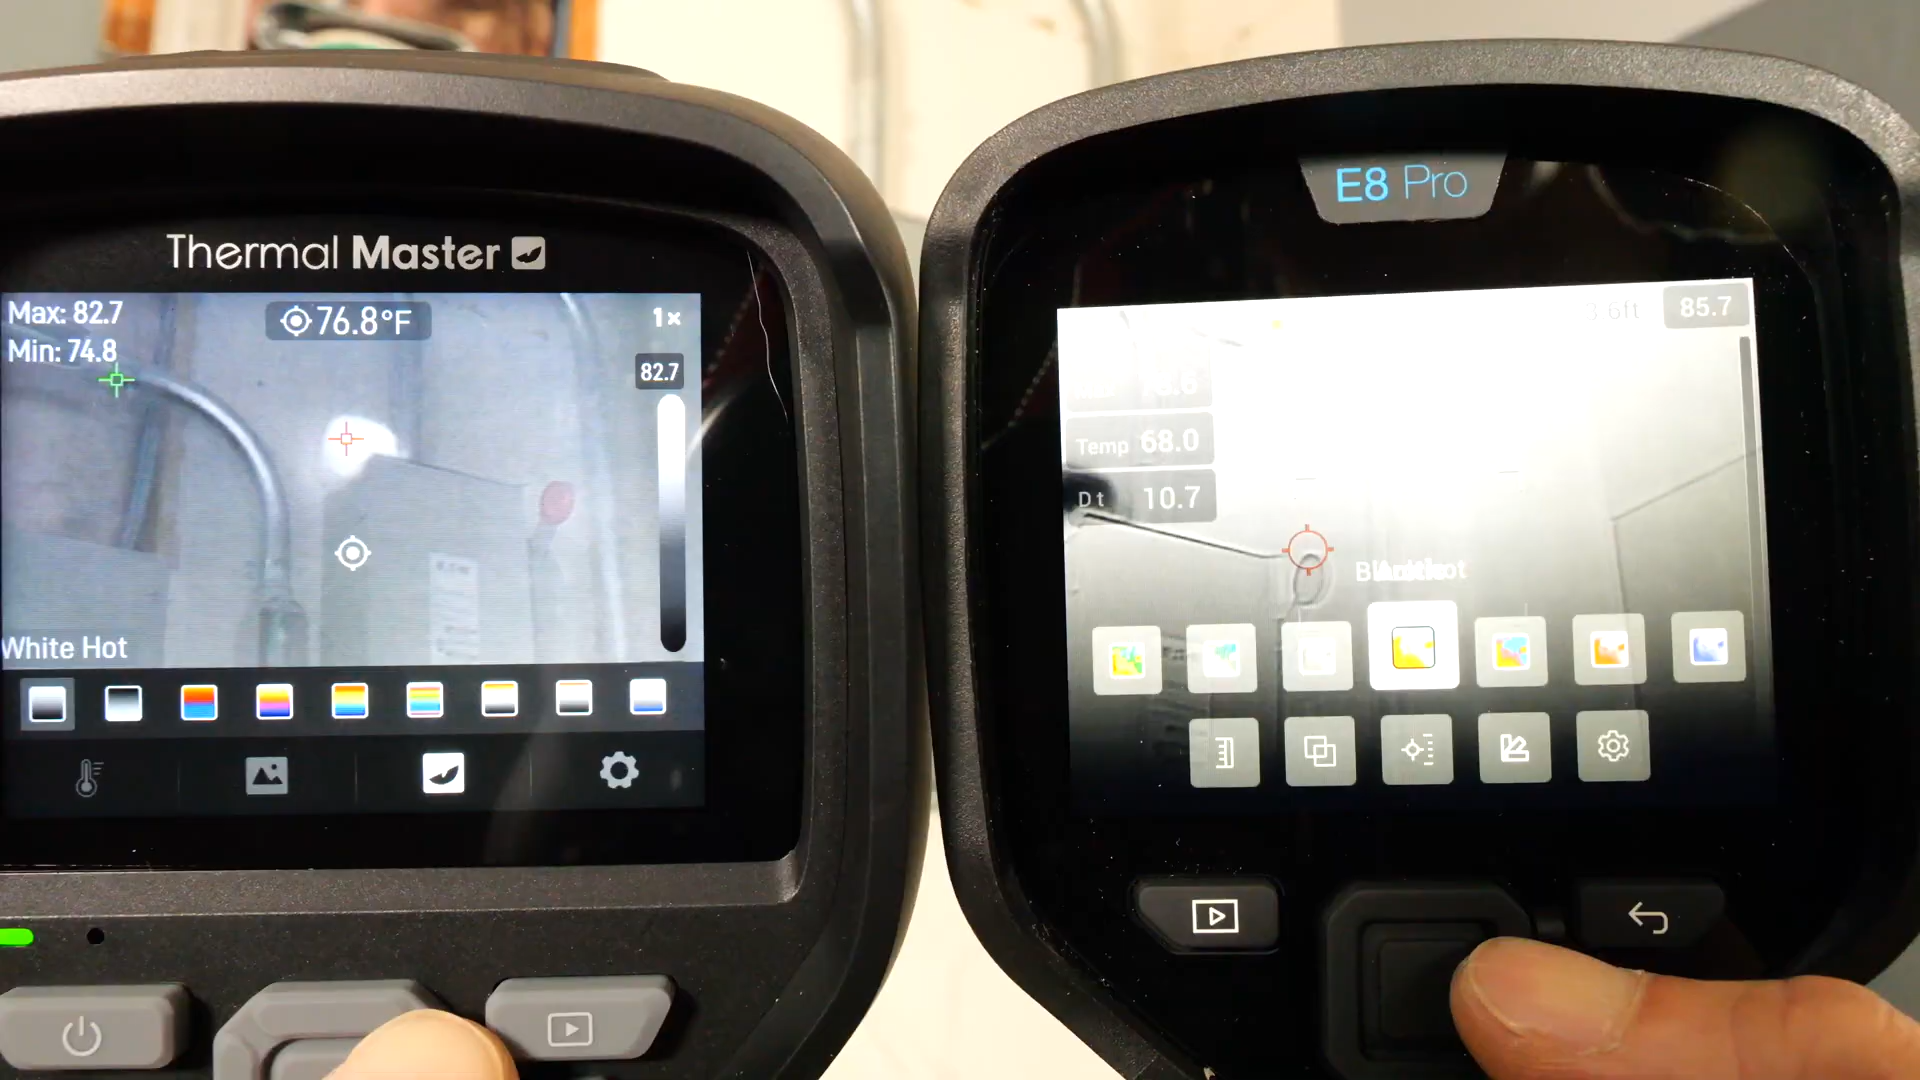 Thermal Master
Max: 82.7
Min: 74.8
76.8°F
1×
82.7
White Hot
E8 Pro
85.7
Temp 68.0
Dt 10.7